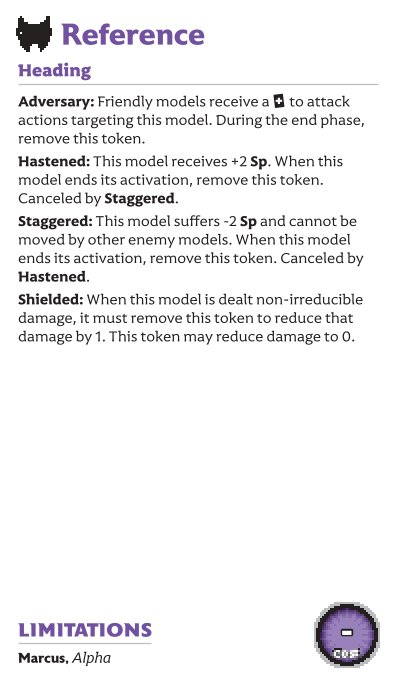 Reference
Heading
Adversary: Friendly models receive a + to attack
actions targeting this model. During the end phase,
remove this token.
Hastened: This model receives +2 Sp. When this
model ends its activation, remove this token.
Canceled by Staggered.
Staggered: This model suffers -2 Sp and cannot be
moved by other enemy models. When this model
ends its activation, remove this token. Canceled by
Hastened.
Shielded: When this model is dealt non-irreducible
damage, it must remove this token to reduce that
damage by 1. This token may reduce damage to 0.
LIMITATIONS
Marcus, Alpha
-
COST